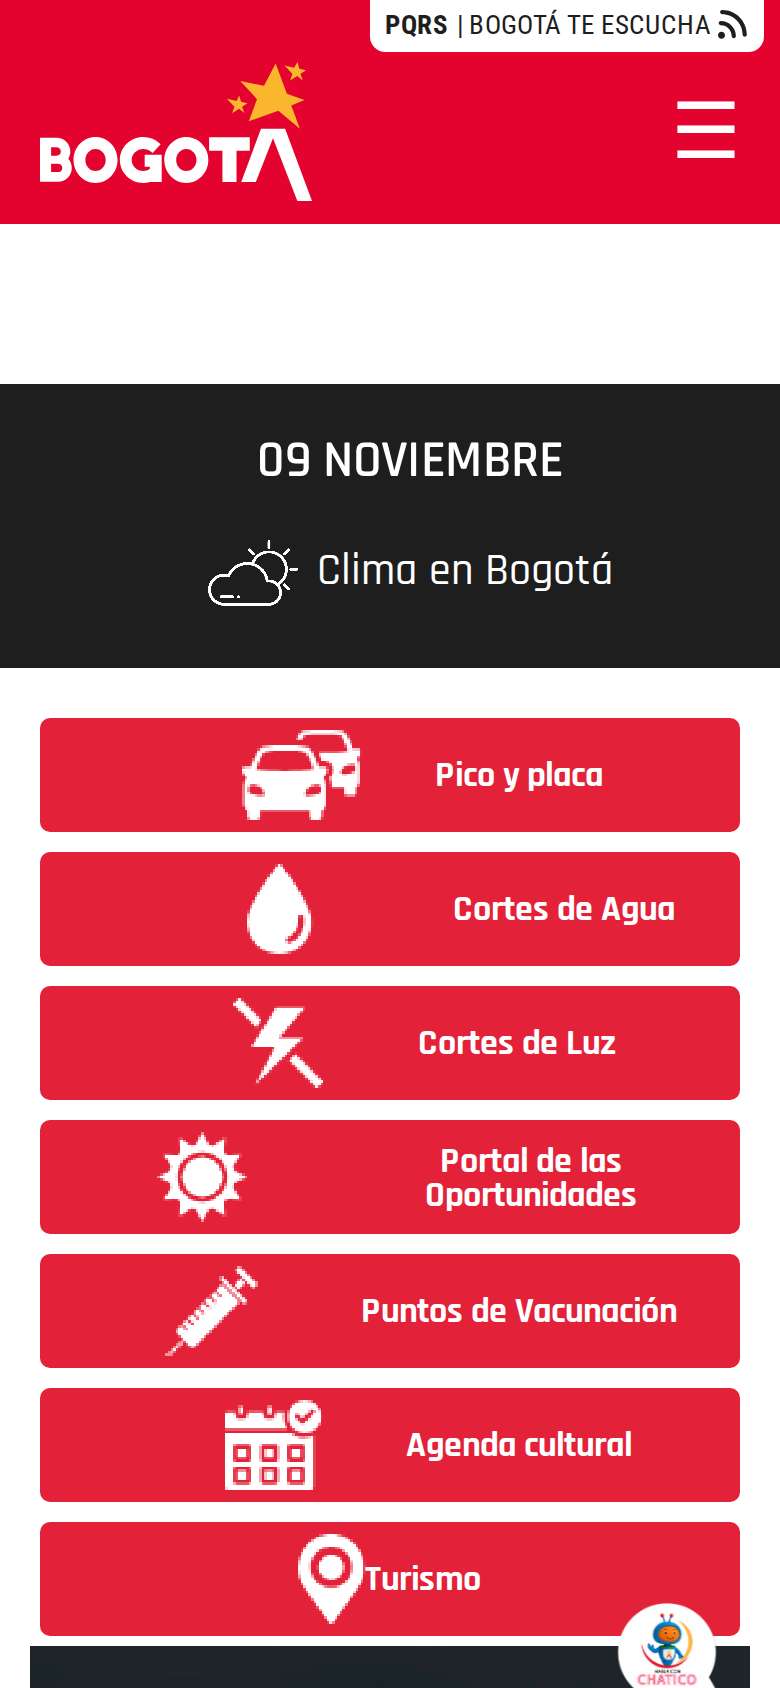 PQRS | BOGOTÁ TE ESCUCHA
BOGOTÁ
09 NOVIEMBRE
Clima en Bogotá
Pico y placa
Cortes de Agua
Cortes de Luz
Portal de las
Oportunidades
Puntos de Vacunación
Agenda cultural
Turismo
CHATICO